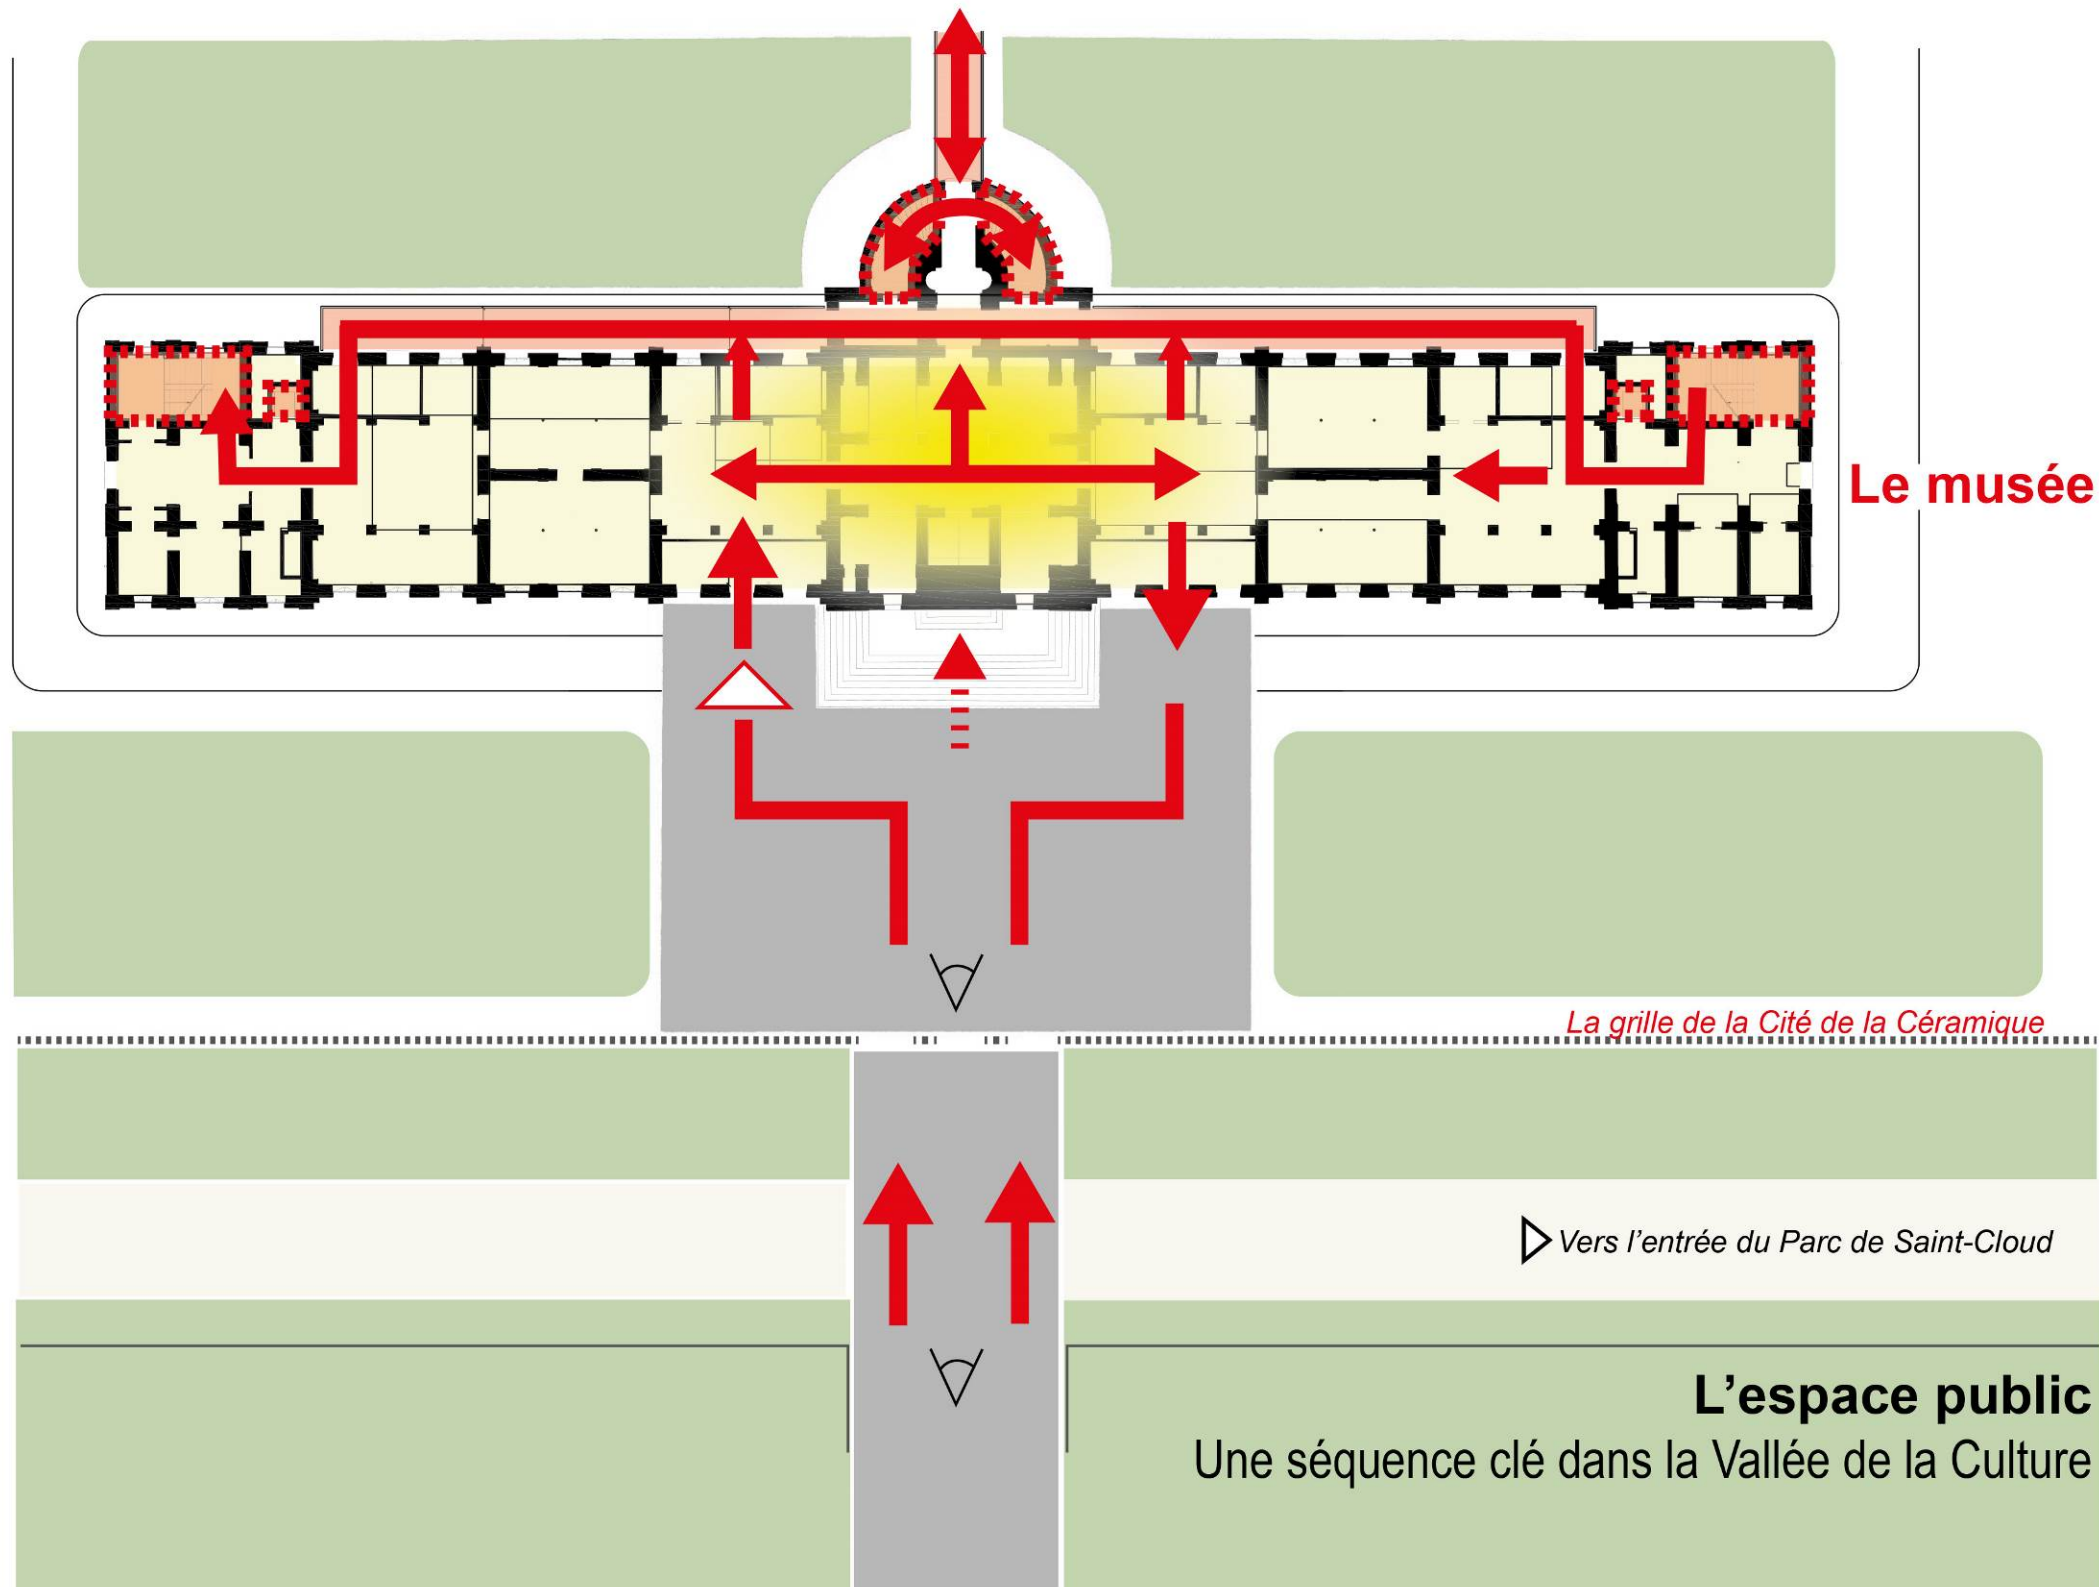 Le musée
La grille de la Cité de la Céramique
Vers l’entrée du Parc de Saint-Cloud
L’espace public
Une séquence clé dans la Vallée de la Culture